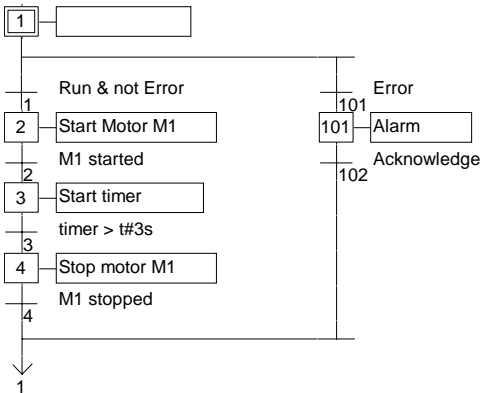 1
Run & not Error
Error
1
101
2
Start Motor M1
101
Alarm
M1 started
Acknowledge
2
102
3
Start timer
timer > t#3s
3
4
Stop motor M1
M1 stopped
4
1